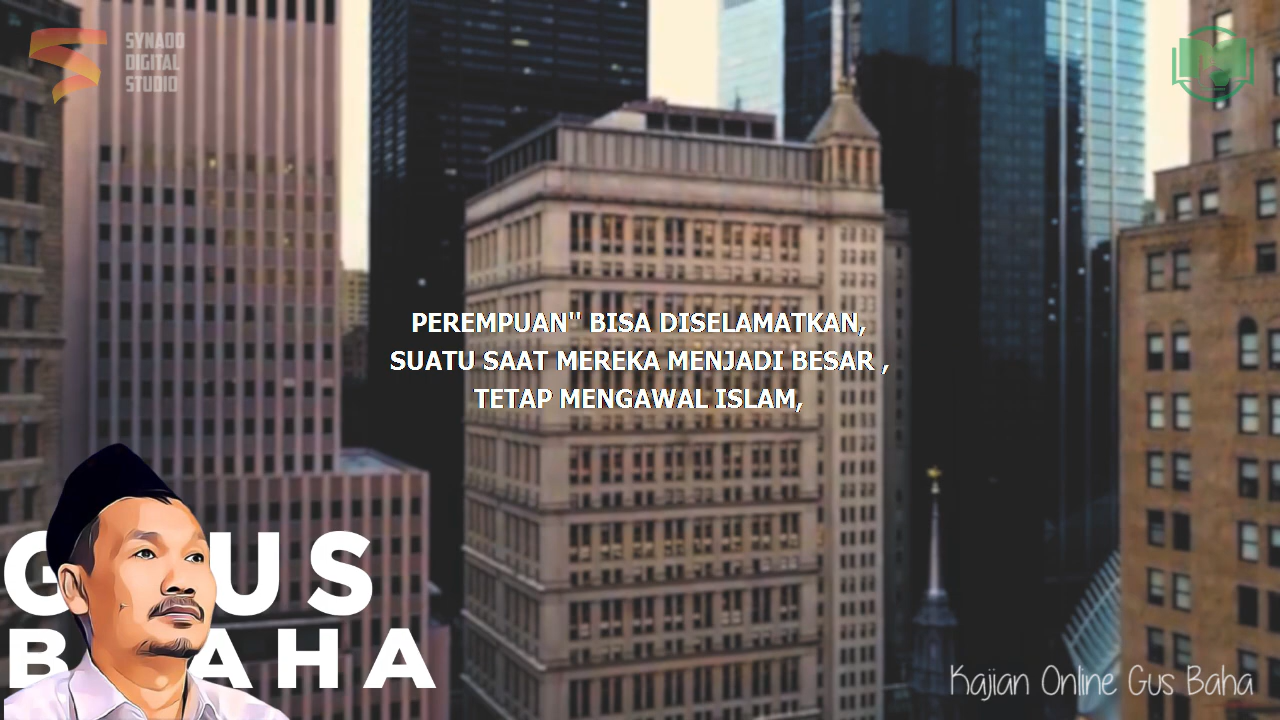 SYNADO
DIGITAL
STUDIO
PEREMPUAN" BISA DISELAMATKAN,
SUATU SAAT MEREKA MENJADI BESAR ,
TETAP MENGAWAL ISLAM,
GUS
BAHA
Kajian Online Gus Baha